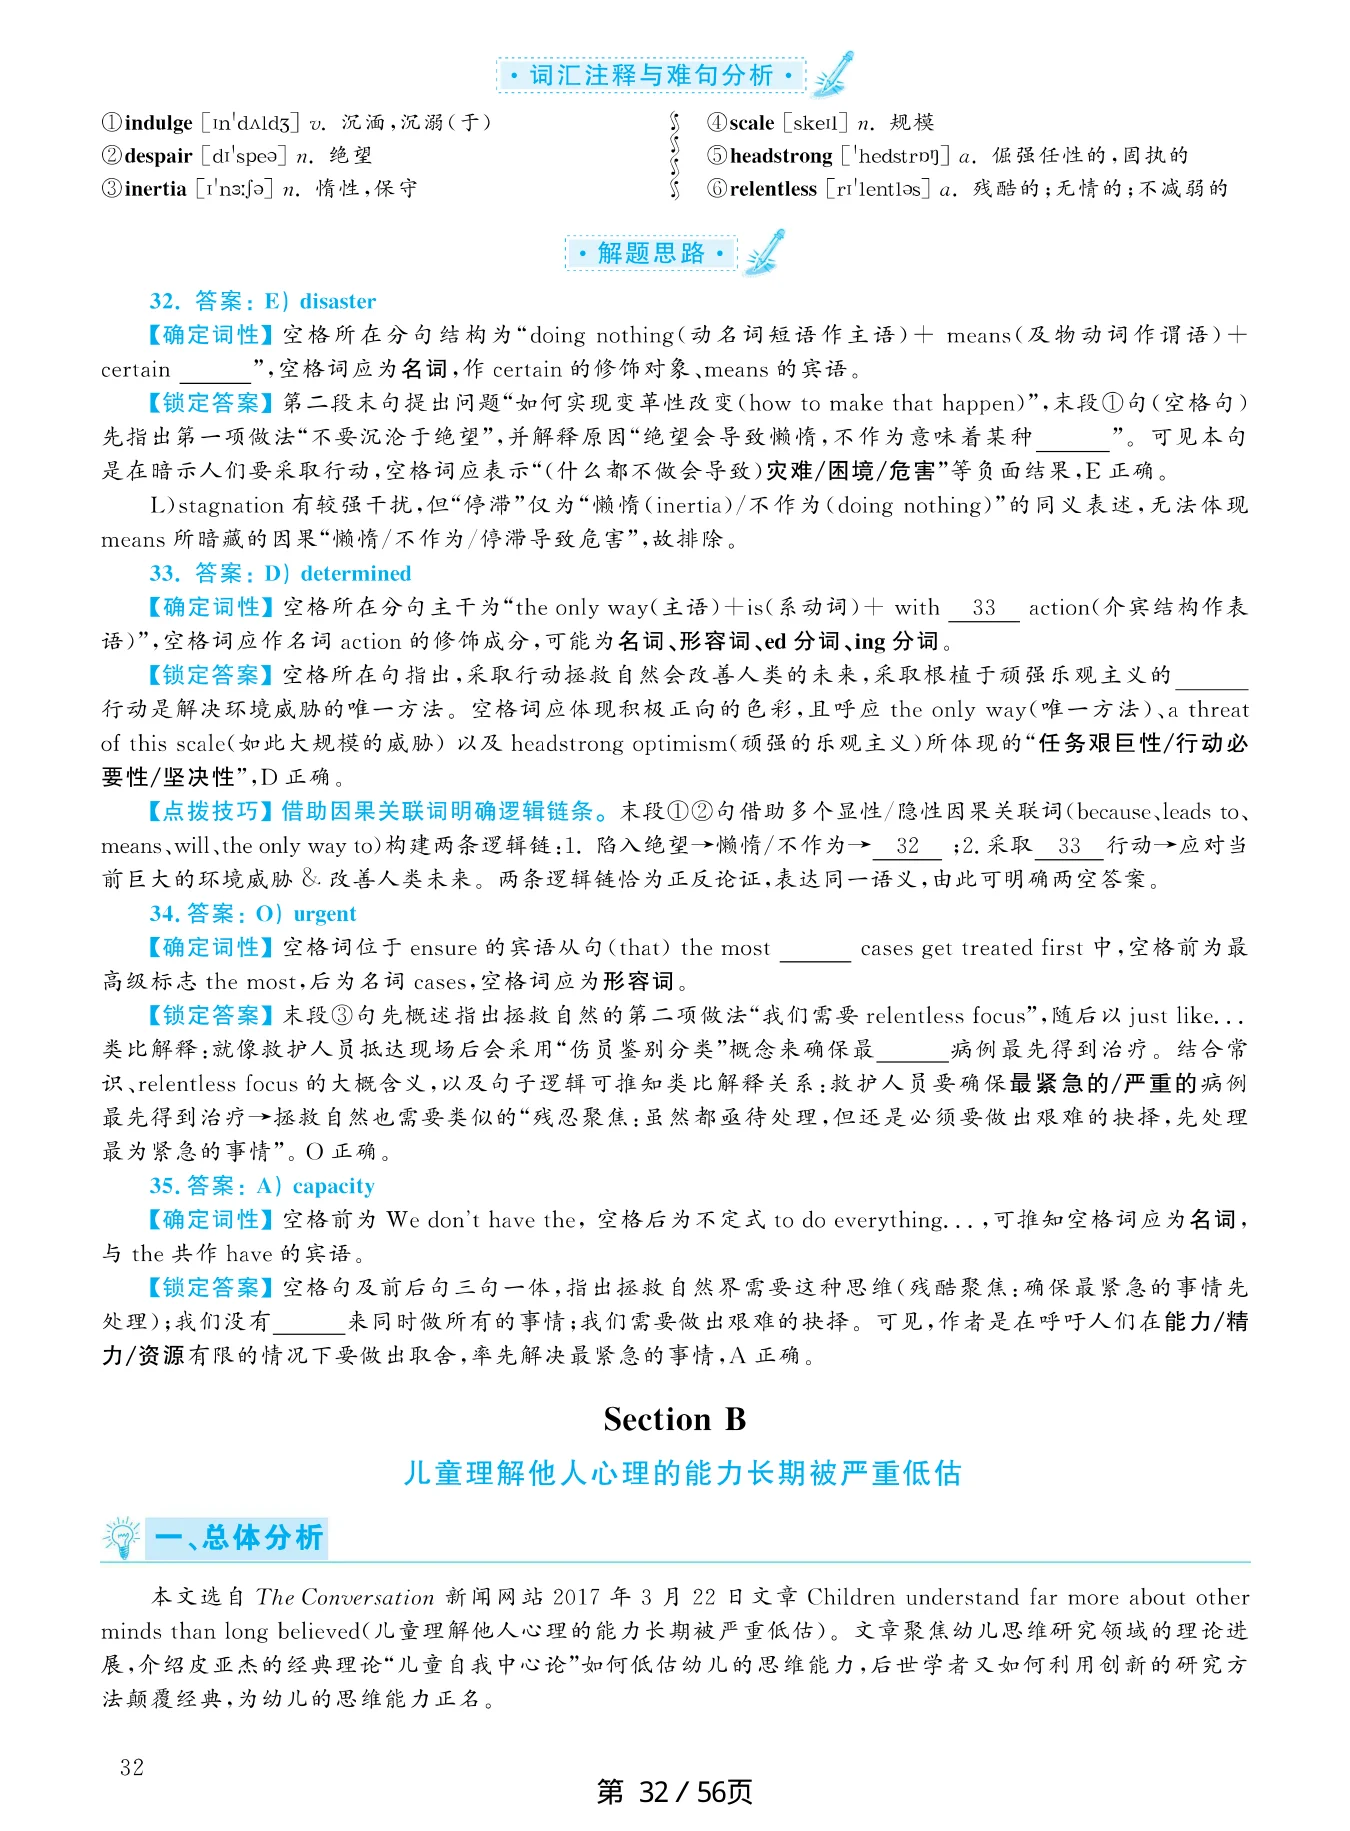 ·词汇注释与难句分析·
①indulge [ɪnˈdʌldʒ] v. 沉湎,沉溺(于)
②despair [dɪˈspeə] n. 绝望
③inertia [ɪˈnɜːʃə] n. 惰性,保守
④scale [skeɪl] n. 规模
⑤headstrong [ˈhedstrɒŋ] a. 倔强任性的,固执的
⑥relentless [rɪˈlentləs] a. 残酷的;无情的;不减弱的
·解题思路·
32. 答案: E) disaster
【确定词性】空格所在分句结构为“doing nothing(动名词短语作主语)+ means(及物动词作谓语)+
certain ______”,空格词应为名词,作 certain 的修饰对象、means 的宾语。
【锁定答案】第二段末句提出问题“如何实现变革性改变(how to make that happen)”,末段①句(空格句)
先指出第一项做法“不要沉沦于绝望”,并解释原因“绝望会导致懒惰,不作为意味着某种______”。可见本句
是在暗示人们要采取行动,空格词应表示“(什么都不做会导致)灾难/困境/危害”等负面结果,E 正确。
L)stagnation 有较强干扰,但“停滞”仅为“懒惰(inertia)/不作为(doing nothing)”的同义表述,无法体现
means 所暗藏的因果“懒惰/不作为/停滞导致危害”,故排除。
33. 答案: D) determined
【确定词性】空格所在分句主干为“the only way(主语)+is(系动词)+ with 33 action(介宾结构作表
语)”,空格词应作名词 action 的修饰成分,可能为名词、形容词、ed 分词、ing 分词。
【锁定答案】空格所在句指出,采取行动拯救自然会改善人类的未来,采取根植于顽强乐观主义的______
行动是解决环境威胁的唯一方法。空格词应体现积极正向的色彩,且呼应 the only way(唯一方法)、a threat
of this scale(如此大规模的威胁) 以及 headstrong optimism(顽强的乐观主义)所体现的“任务艰巨性/行动必
要性/坚决性”,D 正确。
【点拨技巧】借助因果关联词明确逻辑链条。末段①②句借助多个显性/隐性因果关联词(because、leads to、
means、will、the only way to)构建两条逻辑链:1. 陷入绝望→懒惰/不作为→ 32 ;2. 采取 33 行动→应对当
前巨大的环境威胁 & 改善人类未来。两条逻辑链恰为正反论证,表达同一语义,由此可明确两空答案。
34. 答案: O) urgent
【确定词性】空格词位于 ensure 的宾语从句(that) the most ______ cases get treated first 中,空格前为最
高级标志 the most,后为名词 cases,空格词应为形容词。
【锁定答案】末段③句先概述指出拯救自然的第二项做法“我们需要 relentless focus”,随后以 just like...
类比解释:就像救护人员抵达现场后会采用“伤员鉴别分类”概念来确保最______病例最先得到治疗。结合常
识、relentless focus 的大概含义,以及句子逻辑可推知类比解释关系:救护人员要确保最紧急的/严重的病例
最先得到治疗→拯救自然也需要类似的“残忍聚焦:虽然都亟待处理,但还是必须要做出艰难的抉择,先处理
最为紧急的事情”。O 正确。
35. 答案: A) capacity
【确定词性】空格前为 We don't have the, 空格后为不定式 to do everything...,可推知空格词应为名词,
与 the 共作 have 的宾语。
【锁定答案】空格句及前后句三句一体,指出拯救自然界需要这种思维(残酷聚焦:确保最紧急的事情先
处理);我们没有______来同时做所有的事情;我们需要做出艰难的抉择。可见,作者是在呼吁人们在能力/精
力/资源有限的情况下要做出取舍,率先解决最紧急的事情,A 正确。
Section B
儿童理解他人心理的能力长期被严重低估
一、总体分析
本文选自 The Conversation 新闻网站 2017 年 3 月 22 日文章 Children understand far more about other
minds than long believed(儿童理解他人心理的能力长期被严重低估)。文章聚焦幼儿思维研究领域的理论进
展,介绍皮亚杰的经典理论“儿童自我中心论”如何低估幼儿的思维能力,后世学者又如何利用创新的研究方
法颠覆经典,为幼儿的思维能力正名。
32
第 32 / 56页